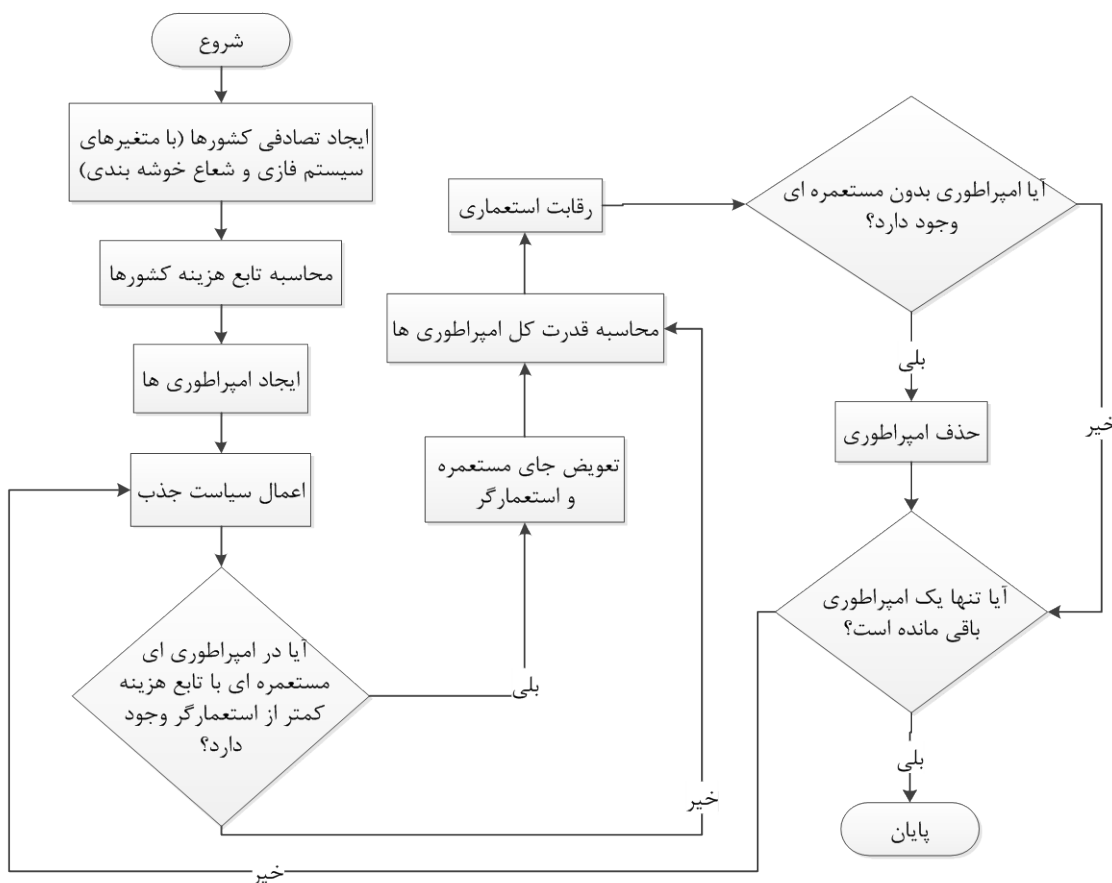 شروع
ایجاد تصادفی کشورها (با متغیرهای
سیستم فازی و شعاع خوشه بندی)
محاسبه تابع هزینه کشورها
ایجاد امپراطوری ها
اعمال سیاست جذب
آیا در امپراطوری ای
مستعمره ای با تابع هزینه
کمتر از استعمارگر وجود
دارد؟
بلی
خیر
تعویض جای مستعمره
و استعمارگر
محاسبه قدرت کل امپراطوری ها
رقابت استعماری
آیا امپراطوری بدون مستعمره ای
وجود دارد؟
بلی
خیر
حذف امپراطوری
آیا تنها یک امپراطوری
باقی مانده است؟
خیر
بلی
پایان